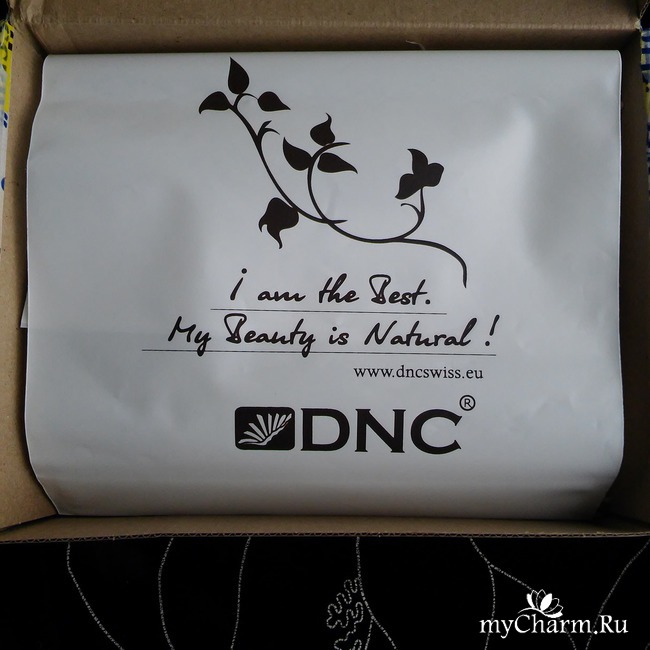 i am the Best.
My Beauty is Natural !
www.dncswiss.eu
DNC®
myCharm.Ru